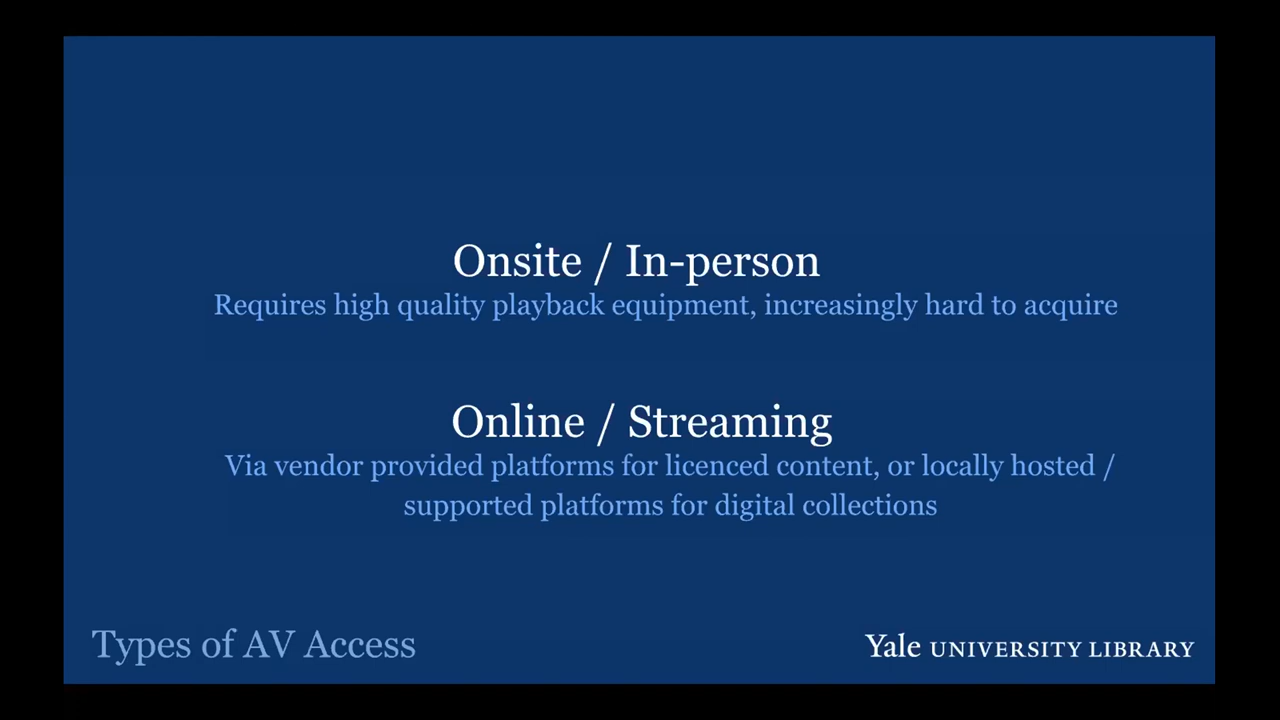 Onsite / In-person
Requires high quality playback equipment, increasingly hard to acquire
Online / Streaming
Via vendor provided platforms for licenced content, or locally hosted /
supported platforms for digital collections
Types of AV Access
Yale UNIVERSITY LIBRARY